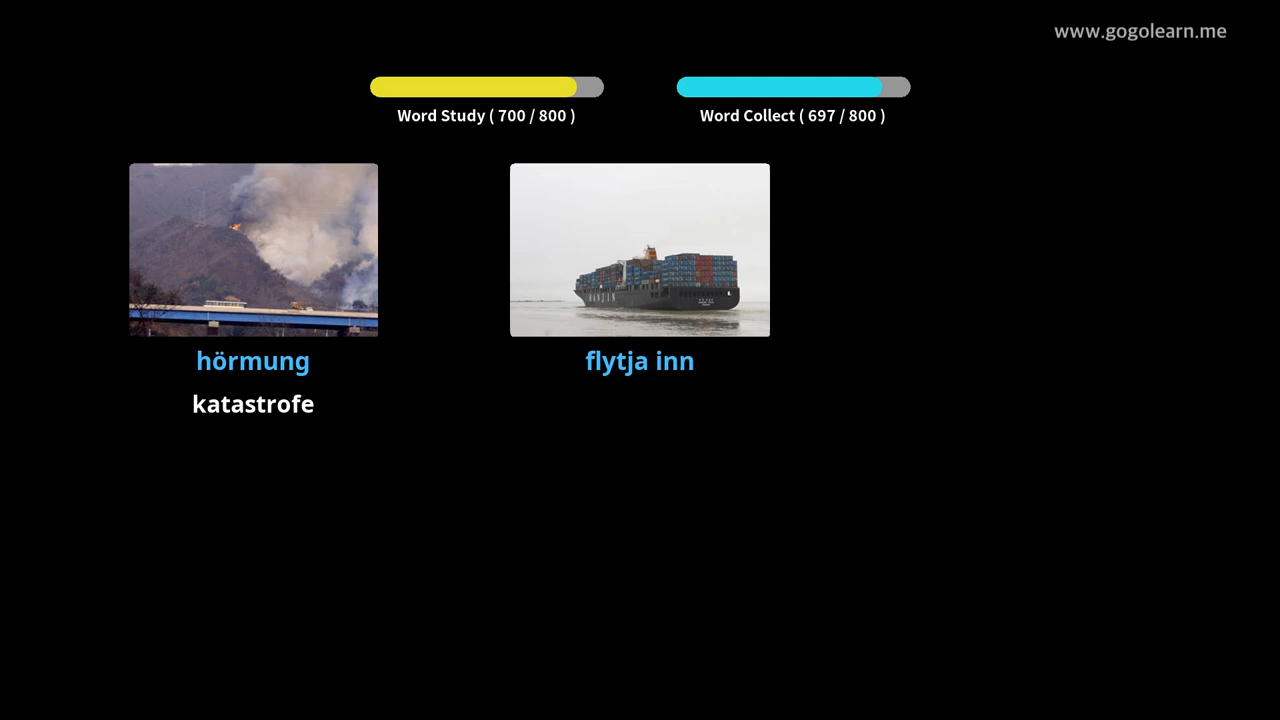 www.gogolearn.me
Word Study ( 700 / 800 )
Word Collect ( 697 / 800 )
hörmung
flytja inn
katastrofe